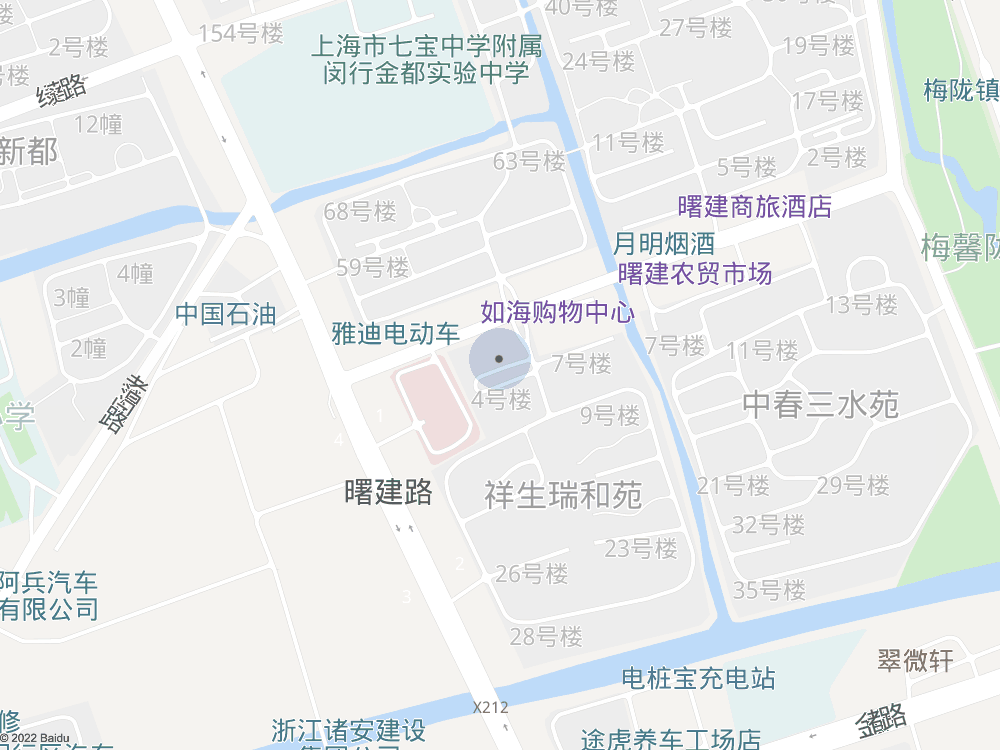 40号楼
27号楼
154号楼
2号楼
上海市七宝中学附属
闵行金都实验中学
19号楼
24号楼
号楼
梅陇镇
17号楼
12幢
新都
11号楼
63号楼
5号楼
2号楼
68号楼
曙建商旅酒店
月明烟酒
梅馨陇
59号楼
4幢
曙建农贸市场
3幢
中国石油
如海购物中心
13号楼
雅迪电动车
2幢
7号楼
11号楼
7号楼
4号楼
中春三水苑
9号楼
1
小学
4
曙建路
祥生瑞和苑
21号楼
29号楼
32号楼
23号楼
2
26号楼
阿兵汽车
有限公司
3
35号楼
28号楼
翠微轩
电桩宝充电站
X212
修
浙江诸安建设
途虎养车工场店
© 2022 Baidu